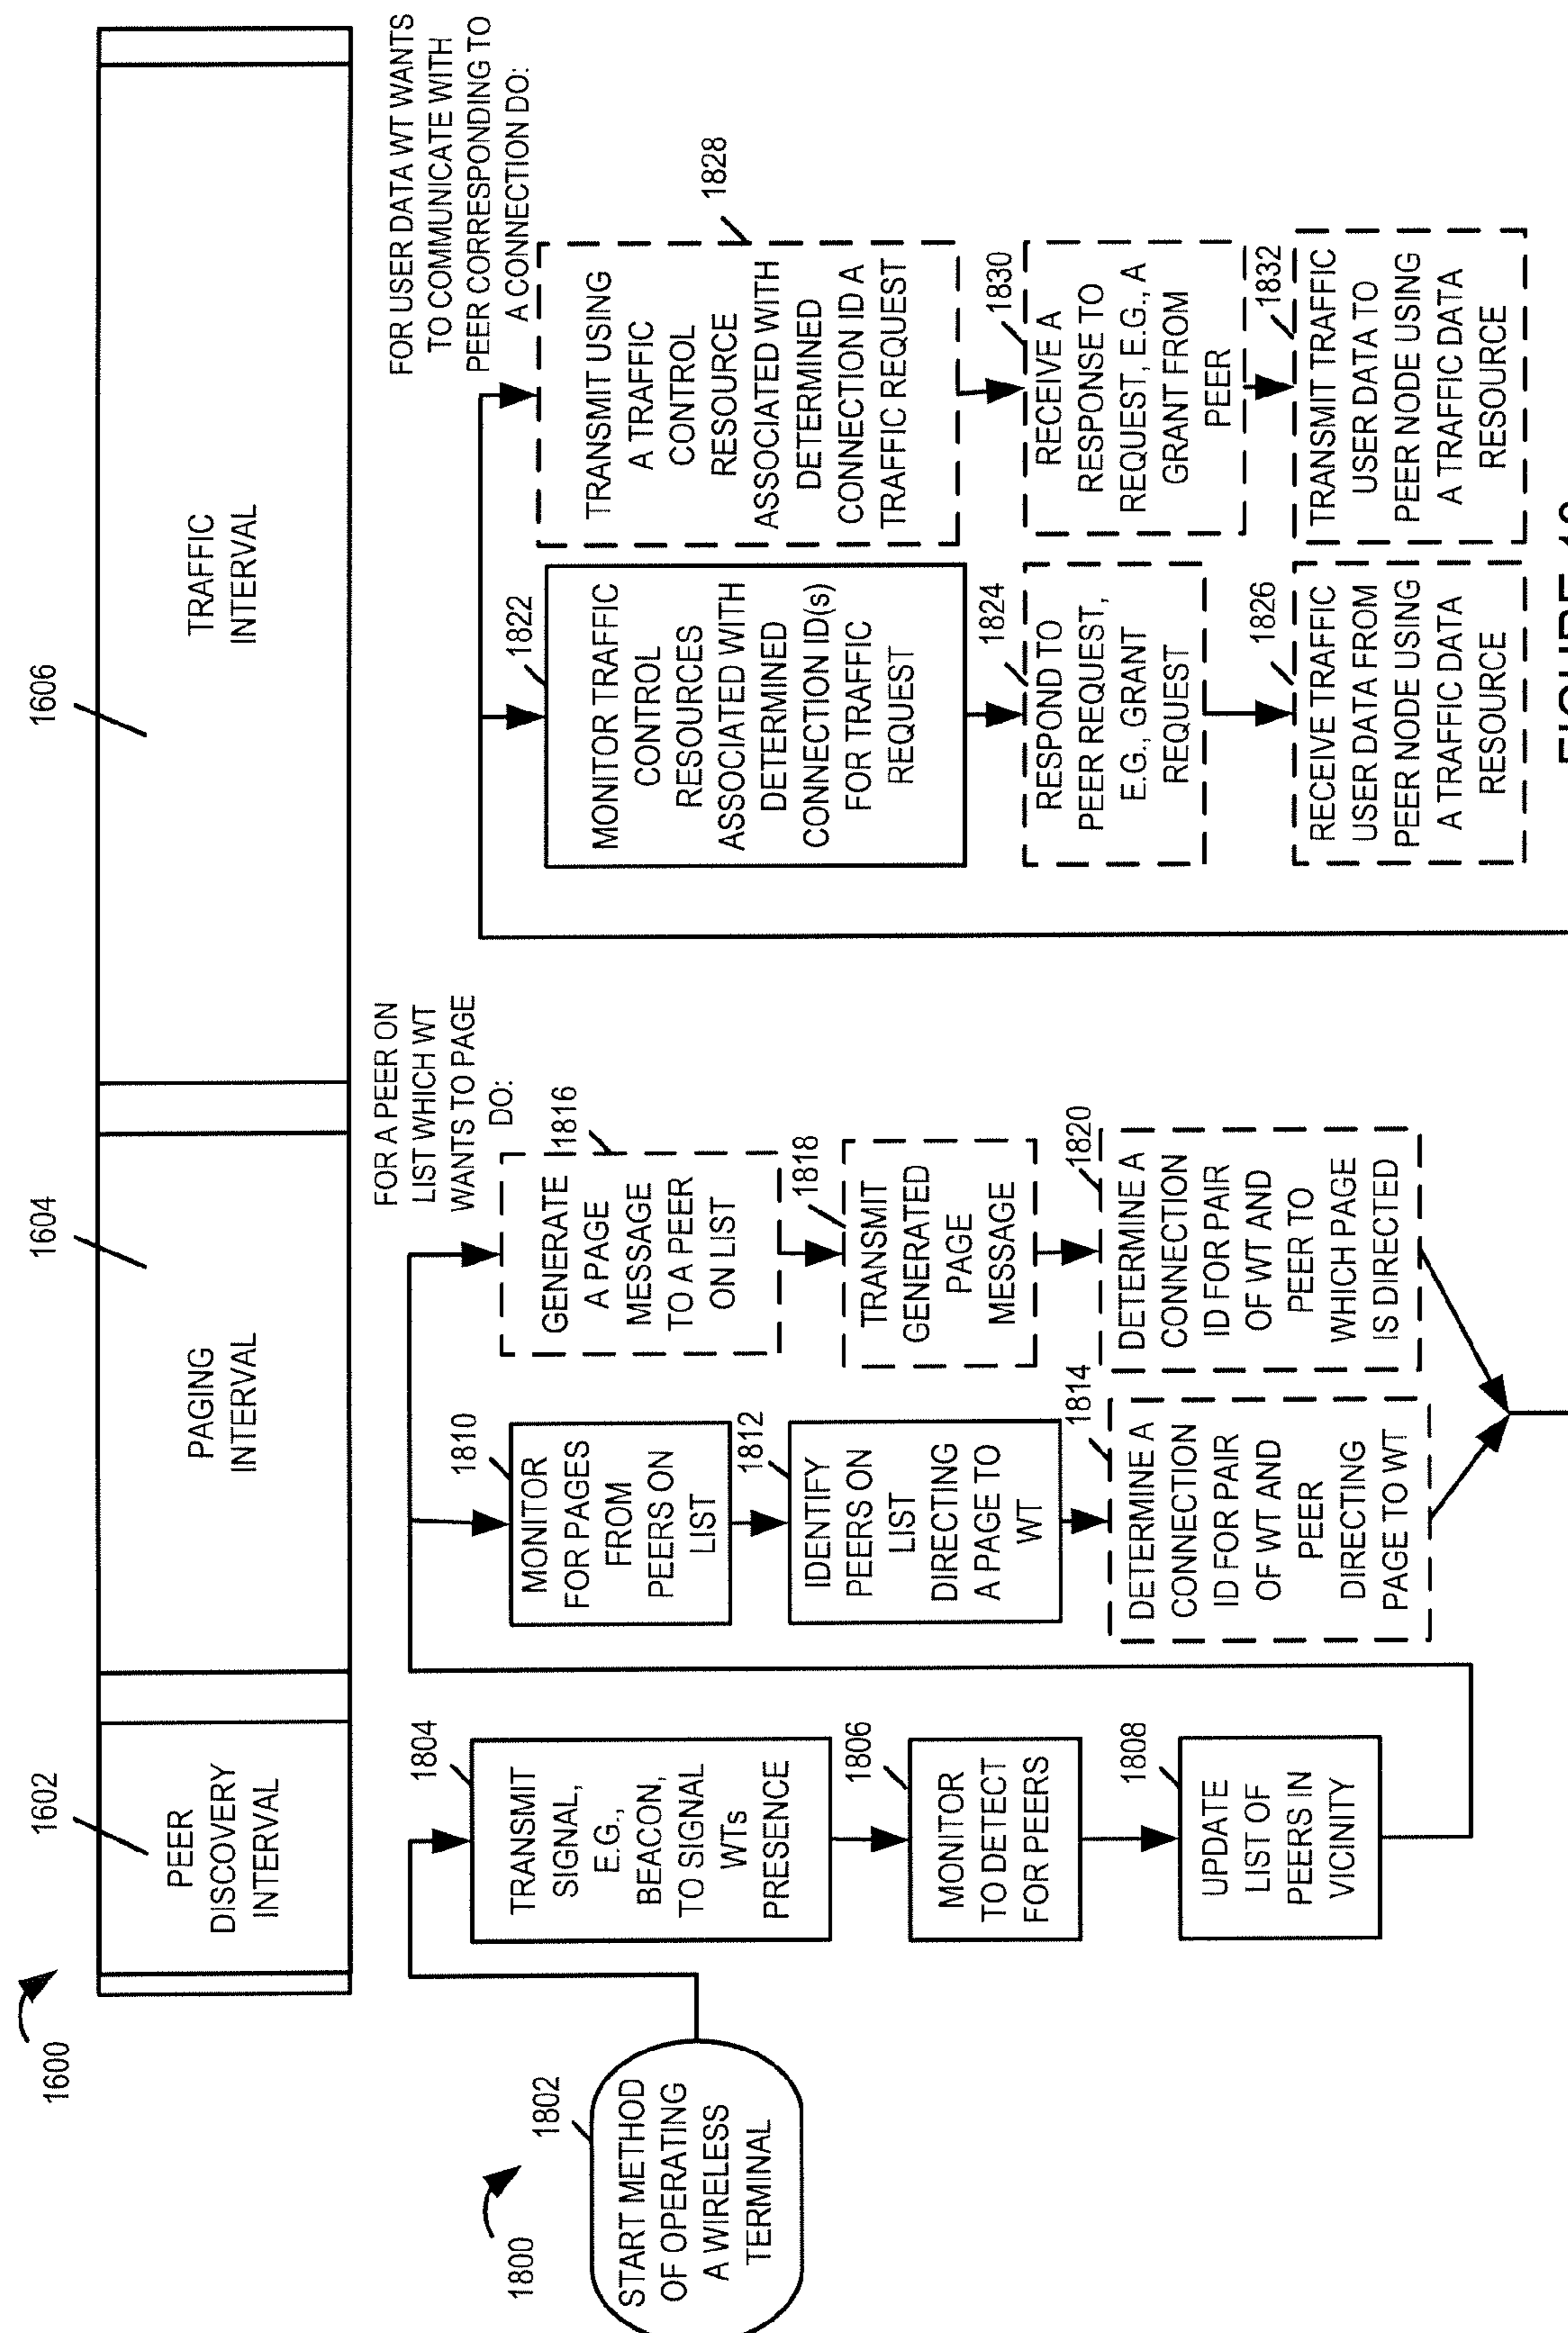 1600
1602
PEER
DISCOVERY
INTERVAL
1604
PAGING
INTERVAL
1606
TRAFFIC
INTERVAL
1800
1802
START METHOD
OF OPERATING
A WIRELESS
TERMINAL
1804
TRANSMIT
SIGNAL,
E.G.,
BEACON,
TO SIGNAL
WTs
PRESENCE
1806
MONITOR
TO DETECT
FOR PEERS
1808
UPDATE
LIST OF
PEERS IN
VICINITY
1810
MONITOR
FOR PAGES
FROM
PEERS ON
LIST
1812
IDENTIFY
PEERS ON
LIST
DIRECTING
A PAGE TO
WT
1814
DETERMINE A
CONNECTION
ID FOR PAIR
OF WT AND
PEER
DIRECTING
PAGE TO WT
FOR A PEER ON
LIST WHICH WT
WANTS TO PAGE
DO:
1816
GENERATE
A PAGE
MESSAGE
TO A PEER
ON LIST
1818
TRANSMIT
GENERATED
PAGE
MESSAGE
1820
DETERMINE A
CONNECTION
ID FOR PAIR
OF WT AND
PEER TO
WHICH PAGE
IS DIRECTED
1822
MONITOR TRAFFIC
CONTROL
RESOURCES
ASSOCIATED WITH
DETERMINED
CONNECTION ID(s)
FOR TRAFFIC
REQUEST
1824
RESPOND TO
PEER REQUEST,
E.G., GRANT
REQUEST
1826
RECEIVE TRAFFIC
USER DATA FROM
PEER NODE USING
A TRAFFIC DATA
RESOURCE
FOR USER DATA WT WANTS
TO COMMUNICATE WITH
PEER CORRESPONDING TO
A CONNECTION DO:
1828
TRANSMIT USING
A TRAFFIC
CONTROL
RESOURCE
ASSOCIATED WITH
DETERMINED
CONNECTION ID A
TRAFFIC REQUEST
1830
RECEIVE A
RESPONSE TO
REQUEST, E.G., A
GRANT FROM
PEER
1832
TRANSMIT TRAFFIC
USER DATA TO
PEER NODE USING
A TRAFFIC DATA
RESOURCE